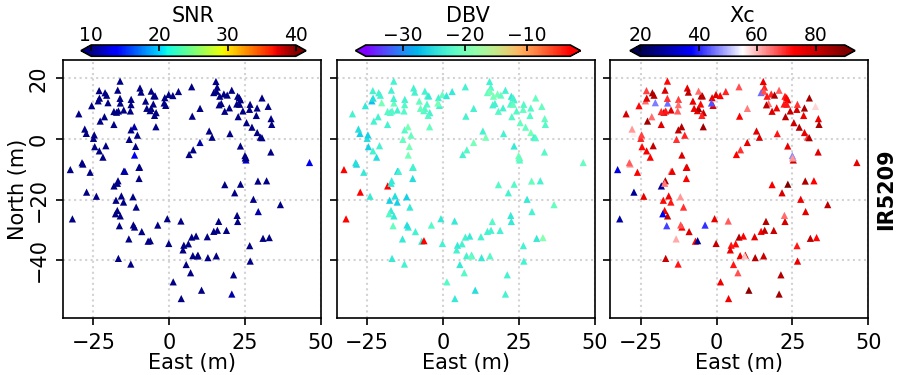 SNR DBV Xc
10 20 30 40 −30 −20 −10 20 40 60 80
20
0
−20
−40
North (m)
IR5209
−25 0 25 50 −25 0 25 50 −25 0 25 50
East (m) East (m) East (m)